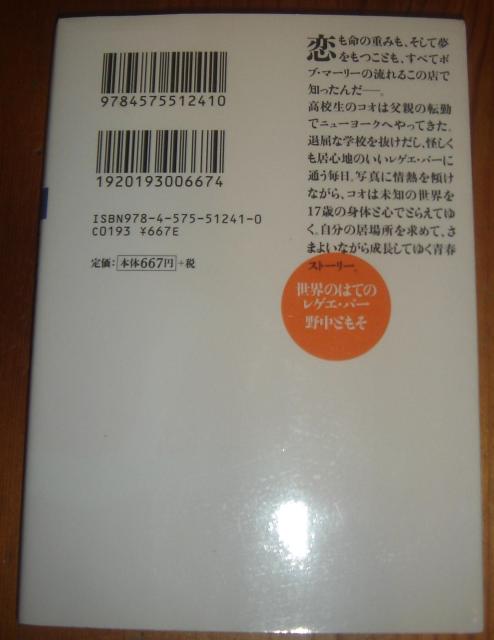 恋も命の重みも、そして夢
をもつことも、すべてボ
ブ・マーリーの流れるこの店で
知ったんだ――。
高校生のコオは父親の転勤
でニューヨークへやってきた。
退屈な学校を抜けだし、怪しく
も居心地のいいレゲエ・バーに
通う毎日。写真に情熱を傾け
ながら、コオは未知の世界を
17歳の身体と心でとらえてゆ
く。自分の居場所を求めて、さ
まよいながら成長してゆく青春
ストーリー。
世界のはての
レゲエ・バー
野中ともそ
9784575512410
1920193006674
ISBN978-4-575-51241-0
C0193 ¥667E
定価：本体667円+税